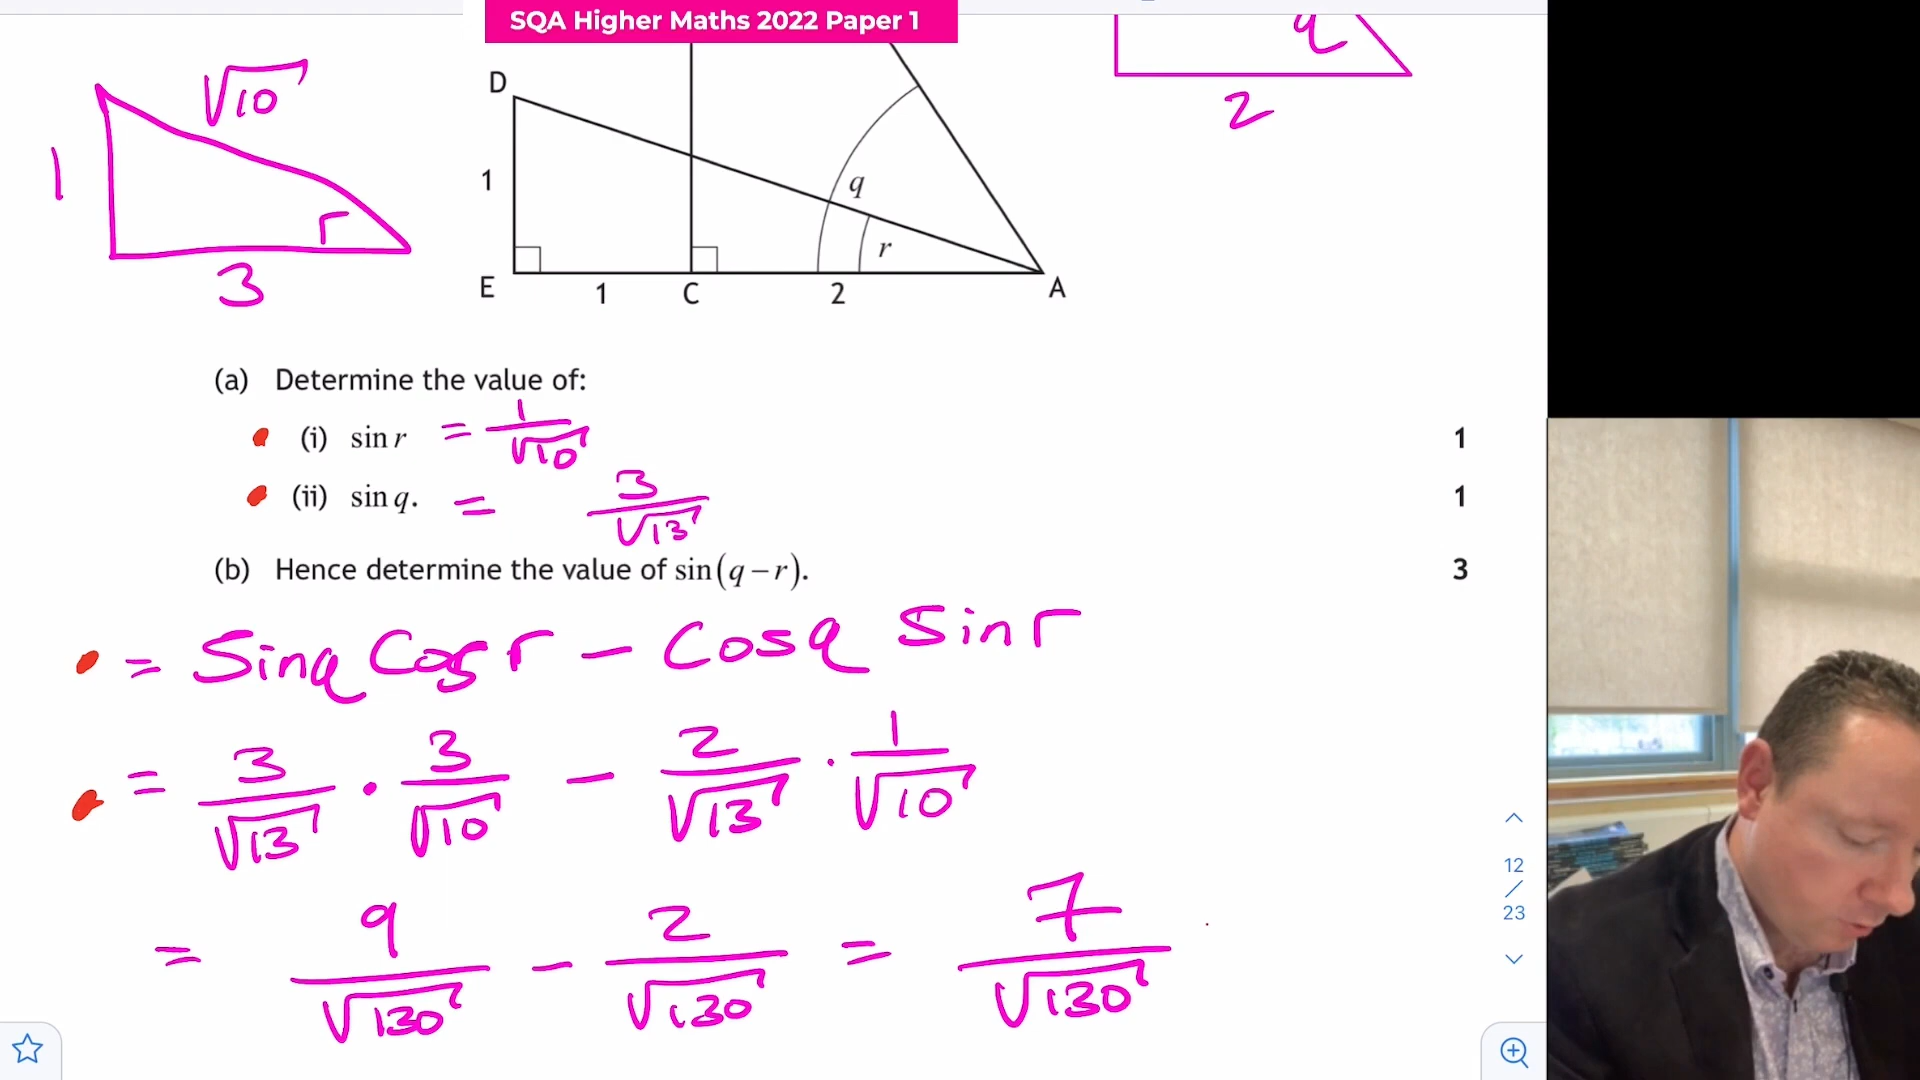 SQA Higher Maths 2022 Paper 1
√10
1
r
3
q
2
D
1
q
r
E 1 C 2 A
(a) Determine the value of:
(i) sin r = 1/√10 1
(ii) sin q. = 3/√13 1
(b) Hence determine the value of sin(q − r). 3
= Sinq Cosr − Cosq Sinr
= 3/√13 · 3/√10 − 2/√13 · 1/√10
= 9/√130 − 2/√130 = 7/√130
12
/
23